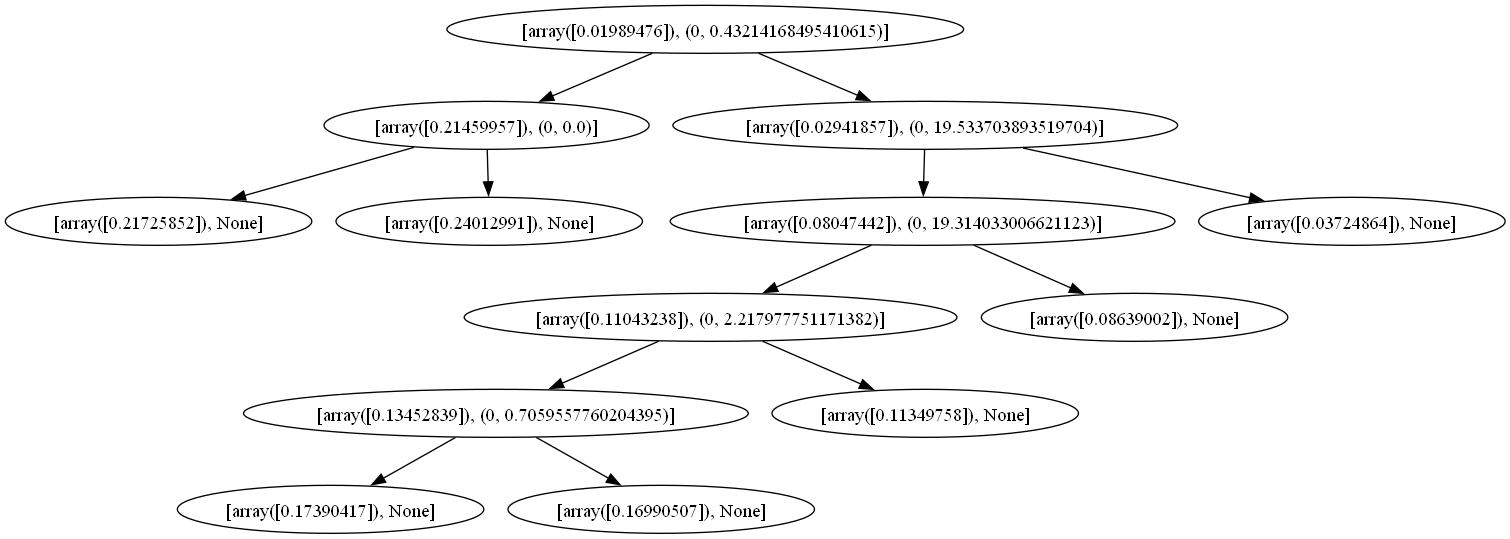 [array([0.01989476]), (0, 0.43214168495410615)]
[array([0.21459957]), (0, 0.0)]
[array([0.02941857]), (0, 19.533703893519704)]
[array([0.21725852]), None]
[array([0.24012991]), None]
[array([0.08047442]), (0, 19.314033006621123)]
[array([0.03724864]), None]
[array([0.11043238]), (0, 2.217977751171382)]
[array([0.08639002]), None]
[array([0.13452839]), (0, 0.7059557760204395)]
[array([0.11349758]), None]
[array([0.17390417]), None]
[array([0.16990507]), None]